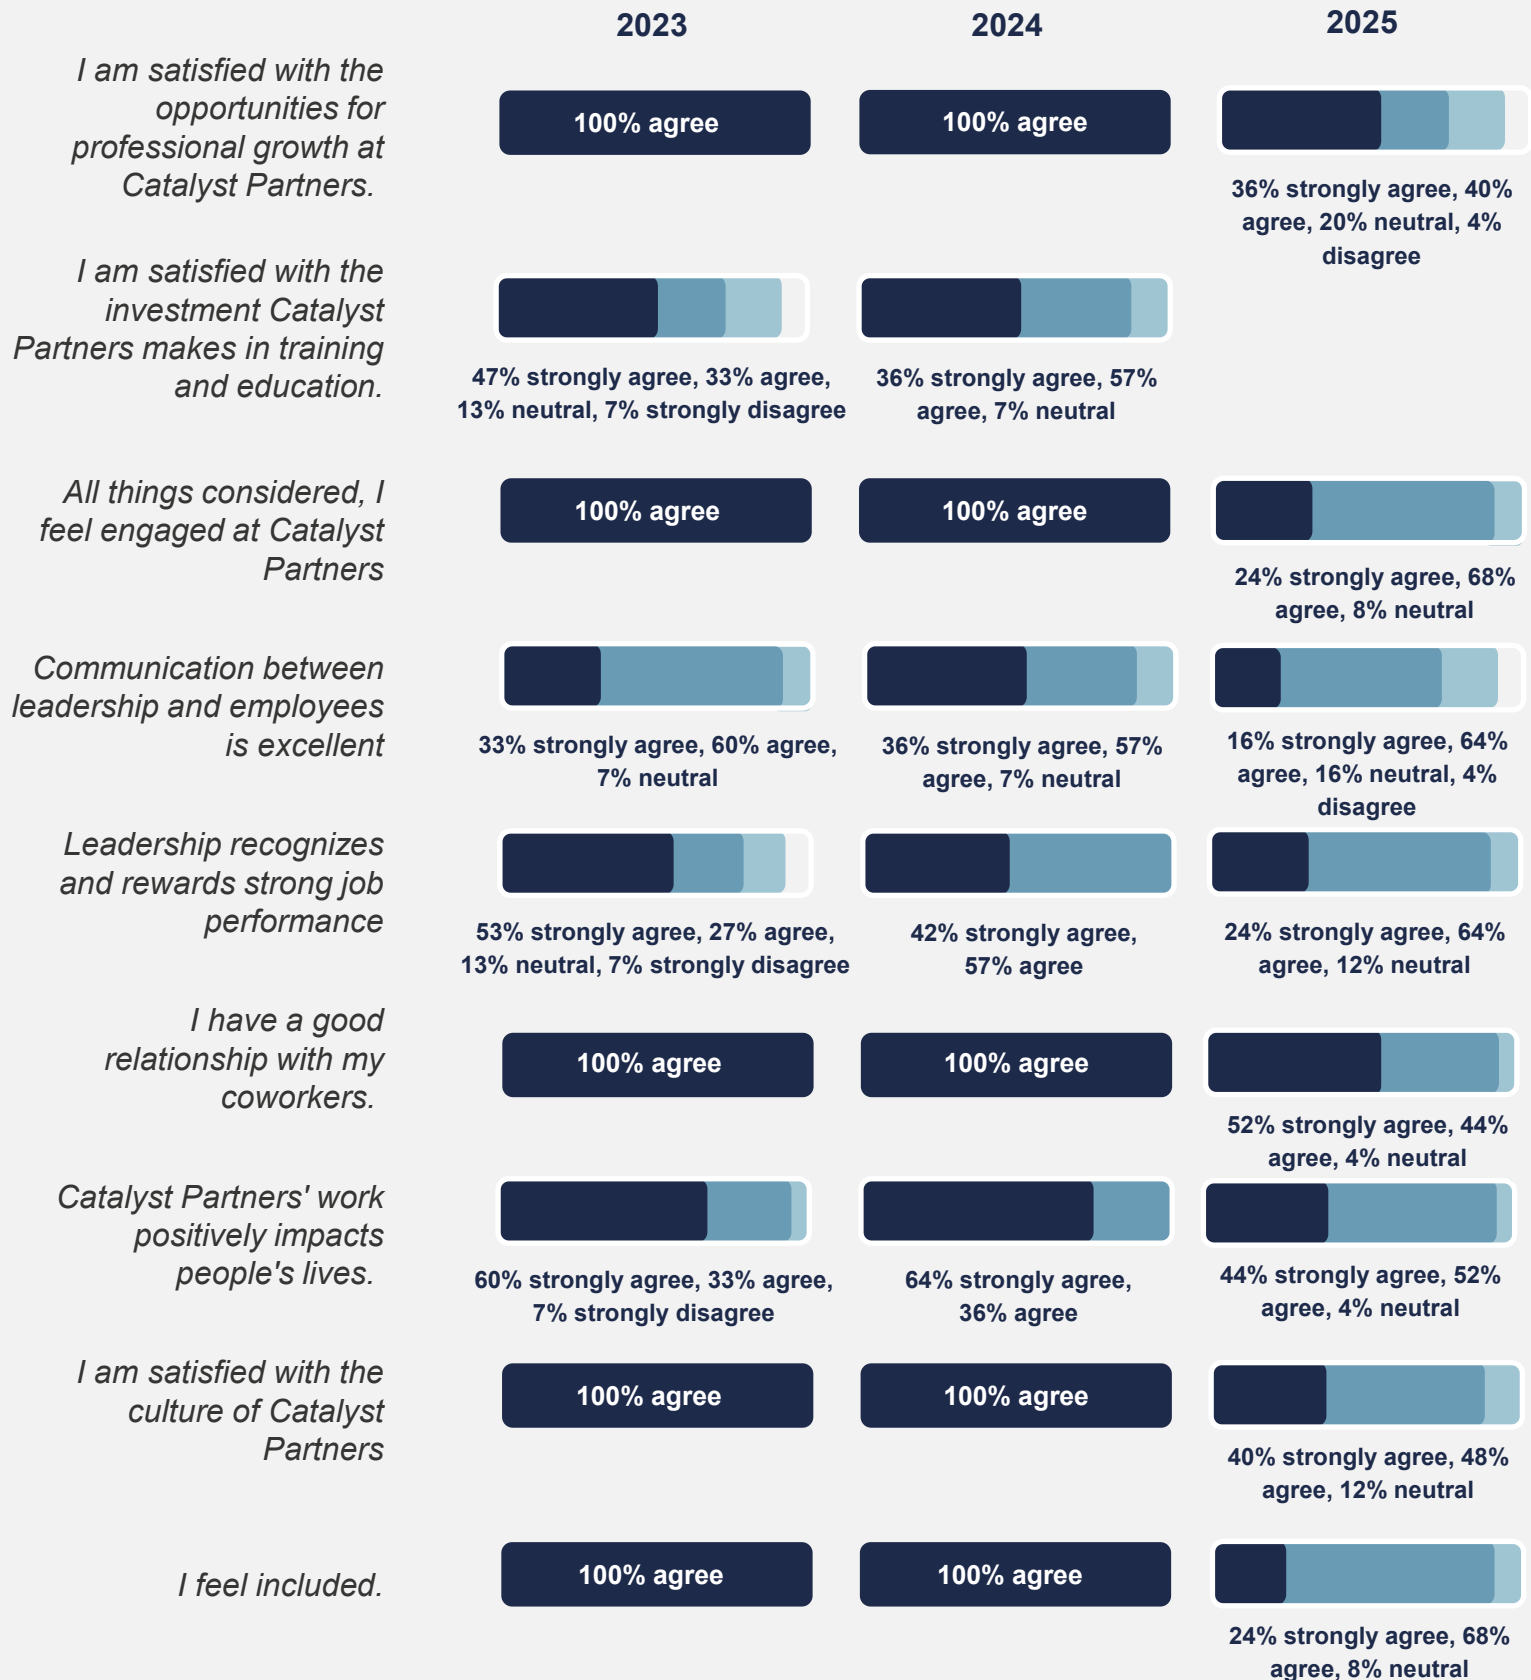 2023
2024
2025
I am satisfied with the
opportunities for
professional growth at
Catalyst Partners.
100% agree
100% agree
36% strongly agree, 40%
agree, 20% neutral, 4%
disagree
I am satisfied with the
investment Catalyst
Partners makes in training
and education.
47% strongly agree, 33% agree,
13% neutral, 7% strongly disagree
36% strongly agree, 57%
agree, 7% neutral
All things considered, I
feel engaged at Catalyst
Partners
100% agree
100% agree
24% strongly agree, 68%
agree, 8% neutral
Communication between
leadership and employees
is excellent
33% strongly agree, 60% agree,
7% neutral
36% strongly agree, 57%
agree, 7% neutral
16% strongly agree, 64%
agree, 16% neutral, 4%
disagree
Leadership recognizes
and rewards strong job
performance
53% strongly agree, 27% agree,
13% neutral, 7% strongly disagree
42% strongly agree,
57% agree
24% strongly agree, 64%
agree, 12% neutral
I have a good
relationship with my
coworkers.
100% agree
100% agree
52% strongly agree, 44%
agree, 4% neutral
Catalyst Partners' work
positively impacts
people's lives.
60% strongly agree, 33% agree,
7% strongly disagree
64% strongly agree,
36% agree
44% strongly agree, 52%
agree, 4% neutral
I am satisfied with the
culture of Catalyst
Partners
100% agree
100% agree
40% strongly agree, 48%
agree, 12% neutral
I feel included.
100% agree
100% agree
24% strongly agree, 68%
agree, 8% neutral